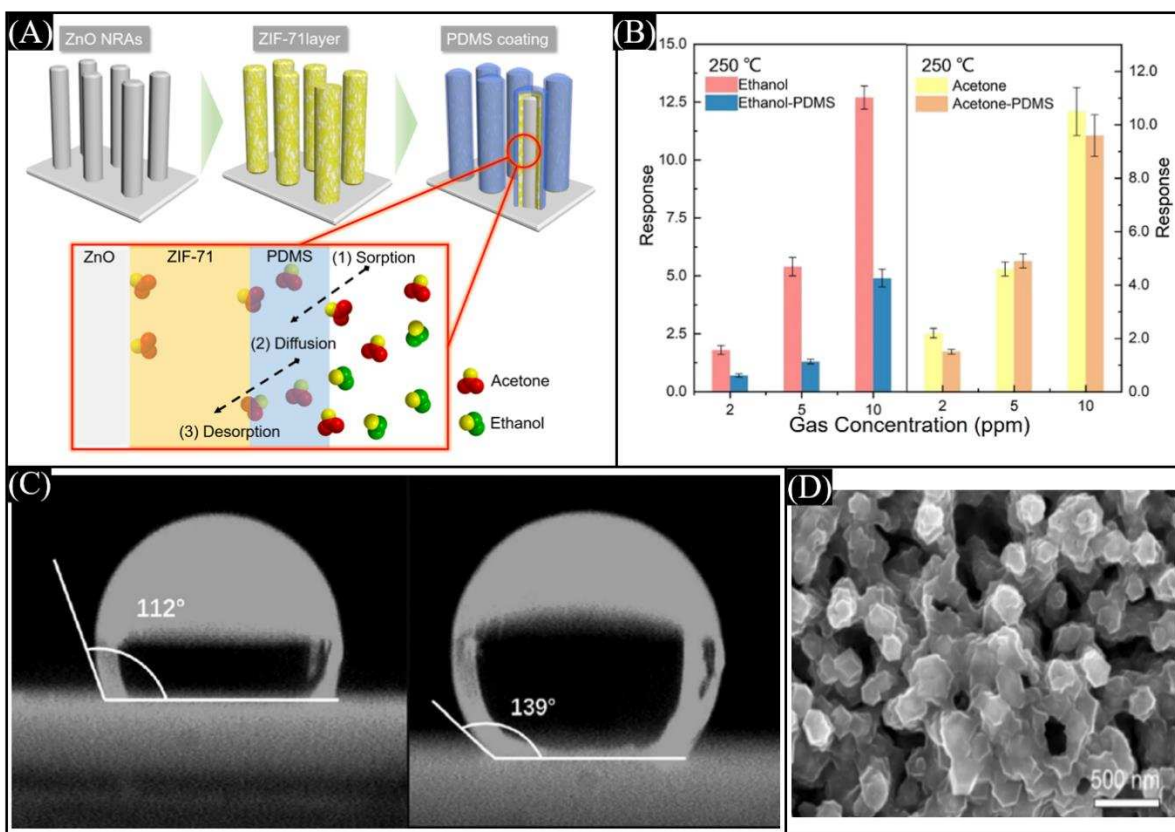 (A)
ZnO NRAs
ZIF-71layer
PDMS coating
ZnO
ZIF-71
PDMS
(1) Sorption
(2) Diffusion
(3) Desorption
Acetone
Ethanol
(B)
15.0
12.5
10.0
7.5
5.0
2.5
0.0
Response
250 ℃
Ethanol
Ethanol-PDMS
250 ℃
Acetone
Acetone-PDMS
12.0
10.0
8.0
6.0
4.0
2.0
0.0
Response
2
5
10
2
5
10
Gas Concentration (ppm)
(C)
112°
139°
(D)
500 nm